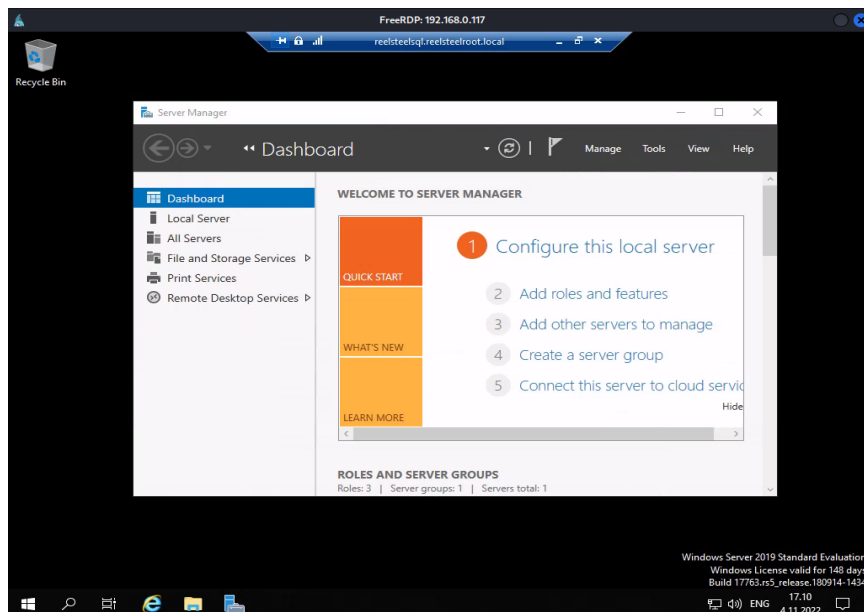 FreeRDP: 192.168.0.117
reelsteelsql.reelsteelroot.local
Recycle Bin
Server Manager
Dashboard
Manage Tools View Help
Dashboard
Local Server
All Servers
File and Storage Services
Print Services
Remote Desktop Services
WELCOME TO SERVER MANAGER
QUICK START
WHAT'S NEW
LEARN MORE
1 Configure this local server
2 Add roles and features
3 Add other servers to manage
4 Create a server group
5 Connect this server to cloud servic
Hide
ROLES AND SERVER GROUPS
Roles: 3 | Server groups: 1 | Servers total: 1
Windows Server 2019 Standard Evaluation
Windows License valid for 148 days
Build 17763.rs5_release.180914-1434
ENG
17.10
4.11.2022